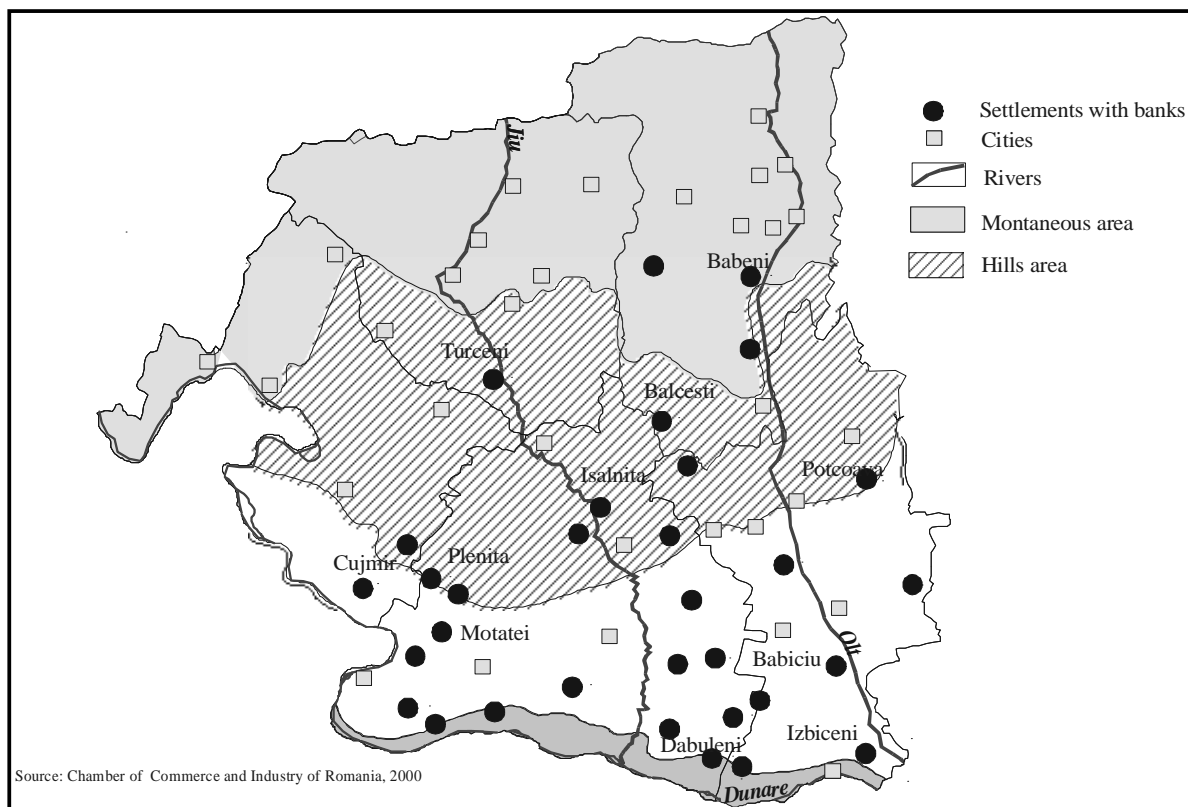 Jiu
Settlements with banks
Cities
Rivers
Montaneous area
Hills area
Babeni
Turceni
Balcesti
Isalnita
Potcoava
Cujmir
Plenita
Motatei
Olt
Babiciu
Izbiceni
Dabuleni
Dunare
Source: Chamber of Commerce and Industry of Romania, 2000